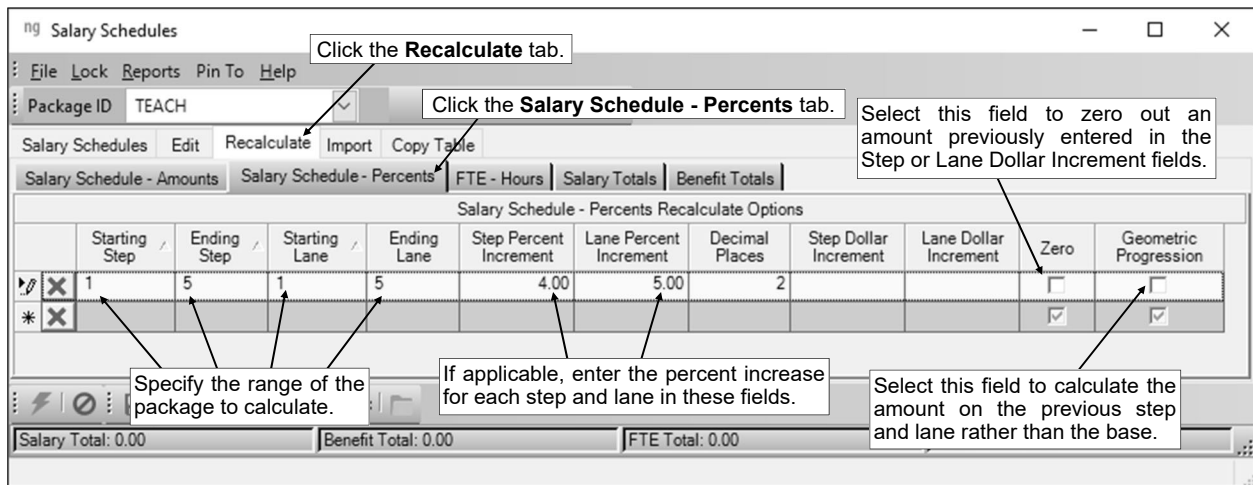 ng Salary Schedules
Click the Recalculate tab.
File Lock Reports Pin To Help
Package ID TEACH
Click the Salary Schedule - Percents tab.
Select this field to zero out an
amount previously entered in the
Step or Lane Dollar Increment fields.
Salary Schedules Edit Recalculate Import Copy Table
Salary Schedule - Amounts Salary Schedule - Percents FTE - Hours Salary Totals Benefit Totals
Salary Schedule - Percents Recalculate Options
Starting Step Ending Step Starting Lane Ending Lane Step Percent Increment Lane Percent Increment Decimal Places Step Dollar Increment Lane Dollar Increment Zero Geometric Progression
1 5 1 5 4.00 5.00 2
Specify the range of the
package to calculate.
If applicable, enter the percent increase
for each step and lane in these fields.
Select this field to calculate the
amount on the previous step
and lane rather than the base.
Salary Total: 0.00 Benefit Total: 0.00 FTE Total: 0.00